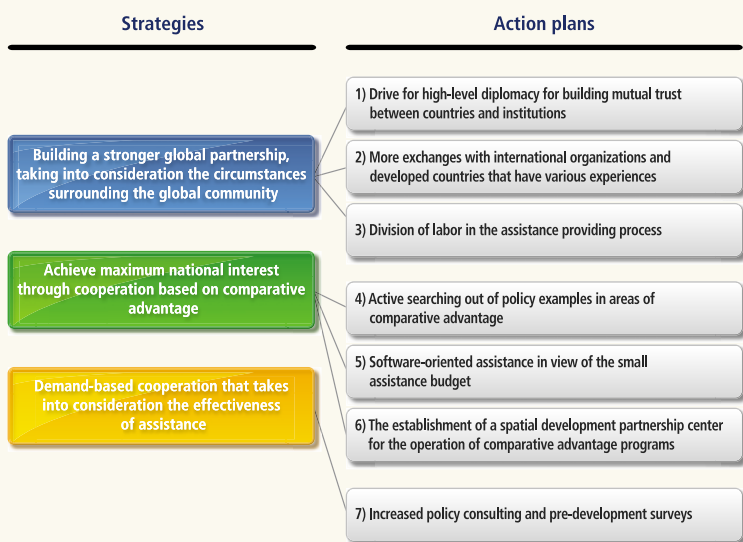 Strategies
Action plans
Building a stronger global partnership,
taking into consideration the circumstances
surrounding the global community
1) Drive for high-level diplomacy for building mutual trust
between countries and institutions
2) More exchanges with international organizations and
developed countries that have various experiences
3) Division of labor in the assistance providing process
Achieve maximum national interest
through cooperation based on comparative
advantage
4) Active searching out of policy examples in areas of
comparative advantage
5) Software-oriented assistance in view of the small
assistance budget
6) The establishment of a spatial development partnership center
for the operation of comparative advantage programs
Demand-based cooperation that takes
into consideration the effectiveness
of assistance
7) Increased policy consulting and pre-development surveys